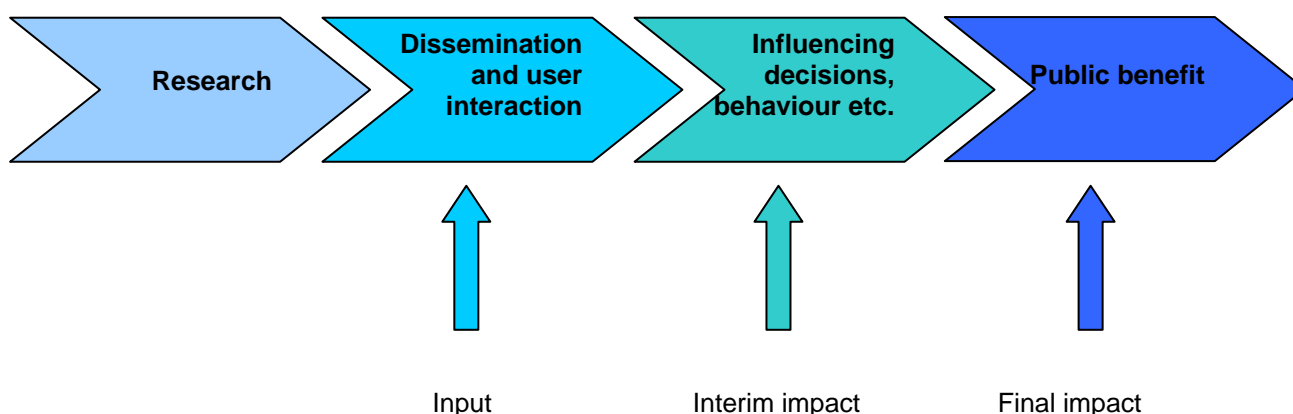 Research
Dissemination
and user
interaction
Influencing
decisions,
behaviour etc.
Public benefit
Input
Interim impact
Final impact